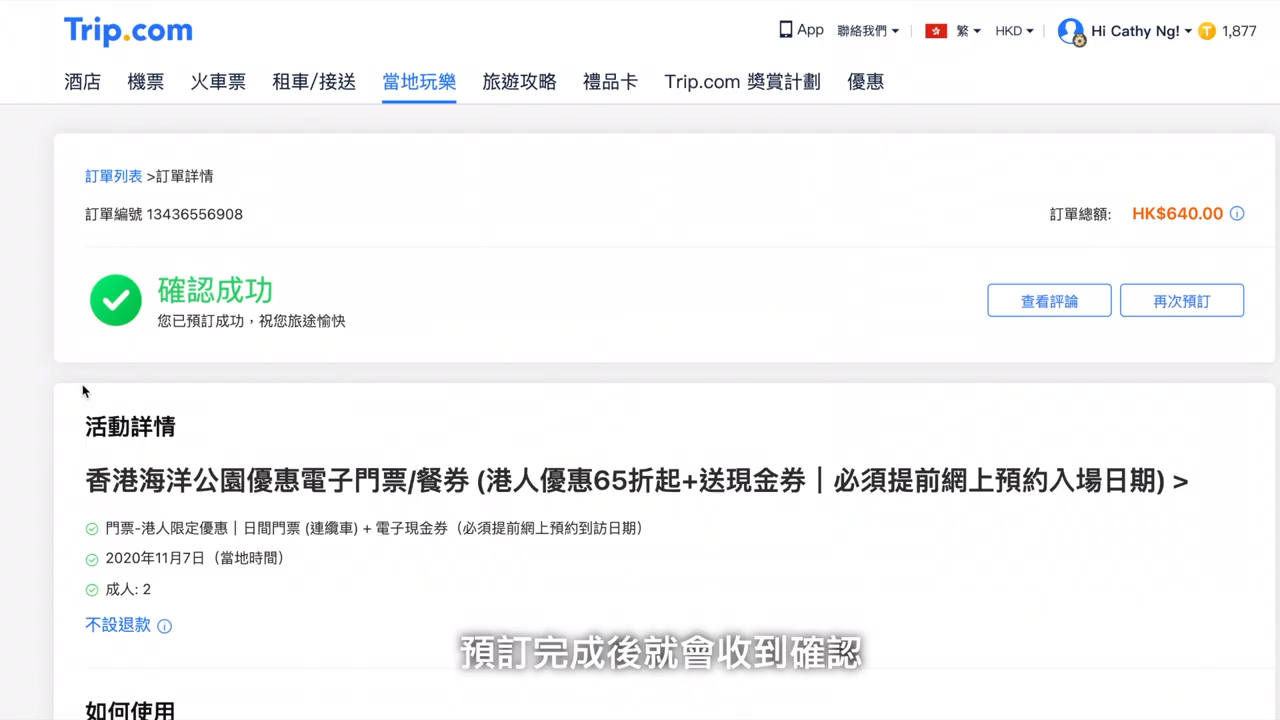 Trip.com
App 聯絡我們 繁 HKD Hi Cathy Ng! T 1,877
酒店 機票 火車票 租車/接送 當地玩樂 旅遊攻略 禮品卡 Trip.com 獎賞計劃 優惠
訂單列表 >訂單詳情
訂單編號 13436556908 訂單總額: HK$640.00
確認成功
您已預訂成功，祝您旅途愉快
查看評論 再次預訂
活動詳情
香港海洋公園優惠電子門票/餐券 (港人優惠65折起+送現金券｜必須提前網上預約入場日期) >
門票-港人限定優惠｜日間門票 (連纜車) + 電子現金券（必須提前網上預約到訪日期）
2020年11月7日（當地時間）
成人: 2
不設退款
預訂完成後就會收到確認
如何使用